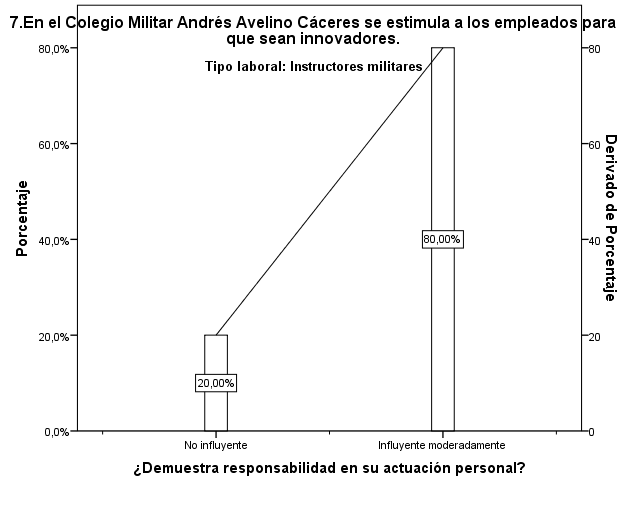 7.En el Colegio Militar Andrés Avelino Cáceres se estimula a los empleados para
que sean innovadores.
Tipo laboral: Instructores militares
80,0%
60,0%
40,0%
20,0%
0,0%
Porcentaje
80
60
40
20
0
Derivado de Porcentaje
20,00%
80,00%
No influyente
Influyente moderadamente
¿Demuestra responsabilidad en su actuación personal?